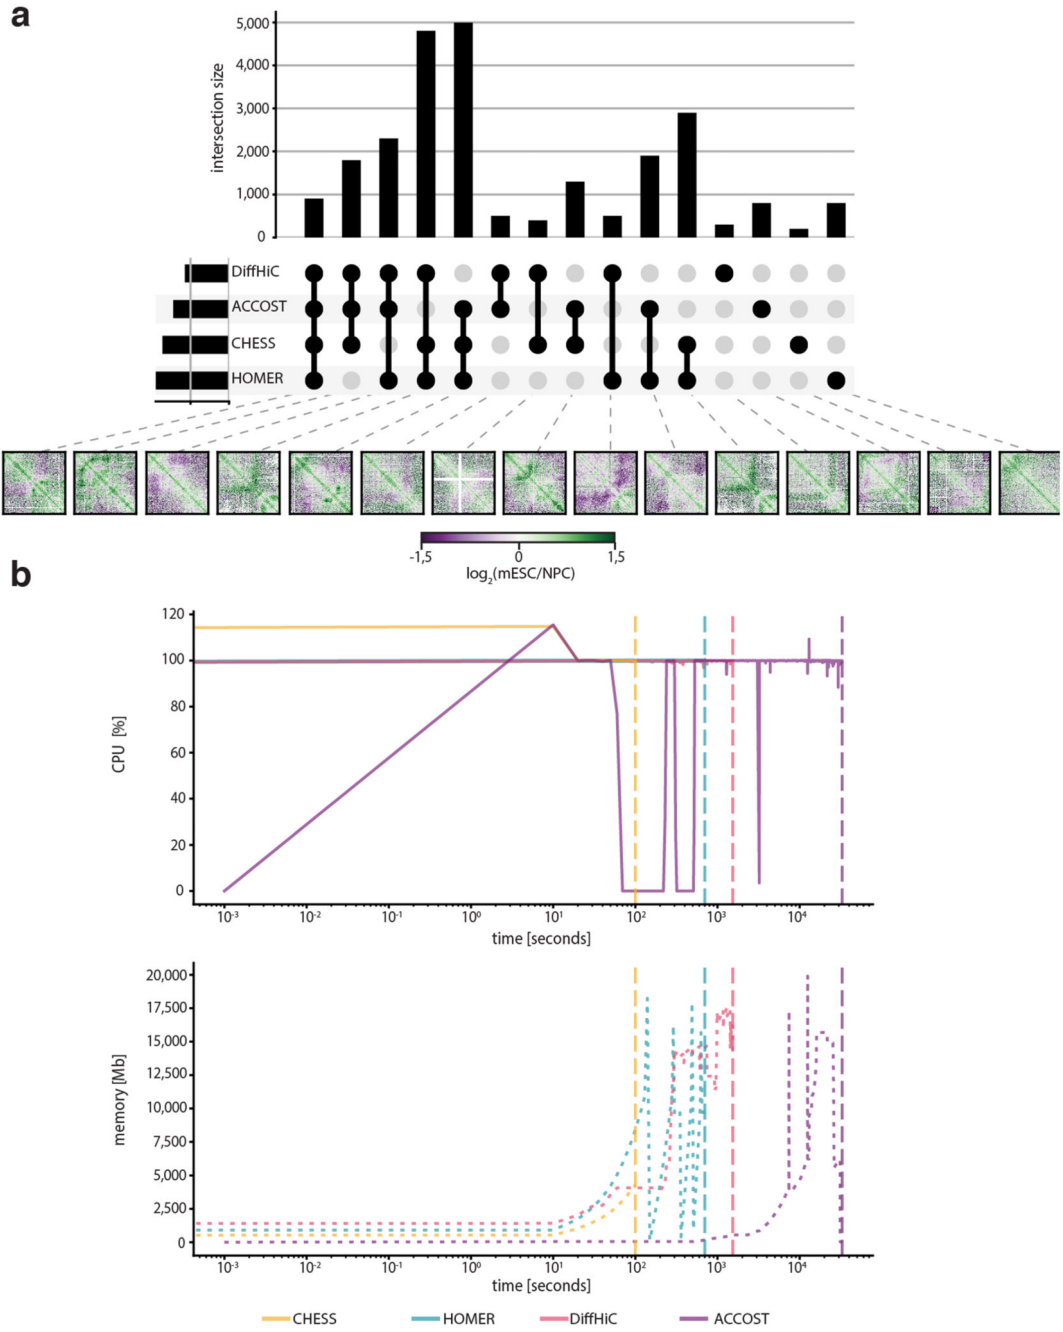 a
5,000
4,000
3,000
2,000
1,000
0
intersection size
DiffHiC
ACCOST
CHESS
HOMER
-1,5 0 1,5
log₂(mESC/NPC)
b
120
100
80
60
40
20
0
CPU [%]
10⁻³ 10⁻² 10⁻¹ 10⁰ 10¹ 10² 10³ 10⁴
time [seconds]
20,000
17,500
15,000
12,500
10,000
7,500
5,000
2,500
0
memory [Mb]
10⁻³ 10⁻² 10⁻¹ 10⁰ 10¹ 10² 10³ 10⁴
time [seconds]
CHESS HOMER DiffHiC ACCOST